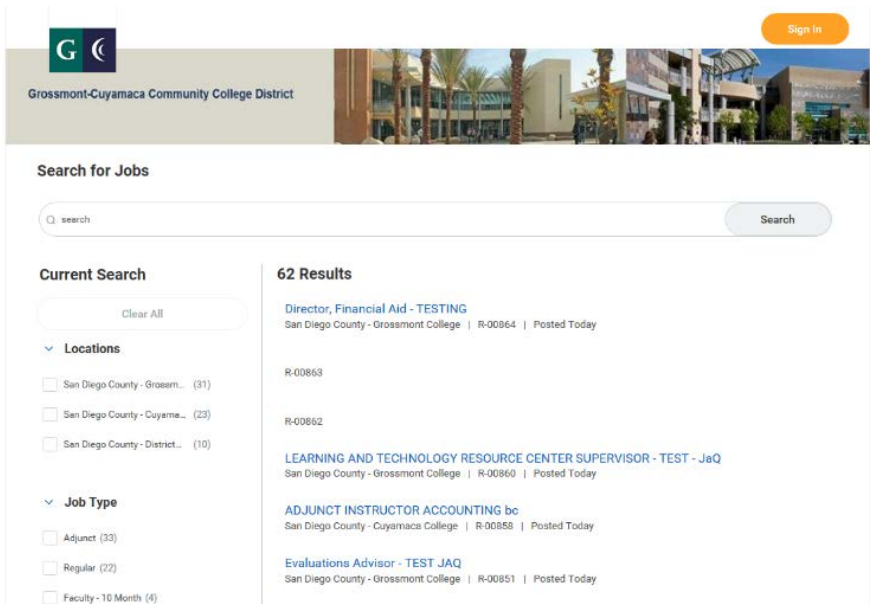 Sign In
G C
Grossmont-Cuyamaca Community College District
Search for Jobs
search
Search
Current Search
Clear All
Locations
San Diego County - Grossm... (31)
San Diego County - Cuyama... (23)
San Diego County - District... (10)
Job Type
Adjunct (33)
Regular (22)
Faculty - 10 Month (4)
62 Results
Director, Financial Aid - TESTING
San Diego County - Grossmont College | R-00864 | Posted Today
R-00863
R-00862
LEARNING AND TECHNOLOGY RESOURCE CENTER SUPERVISOR - TEST - JaQ
San Diego County - Grossmont College | R-00860 | Posted Today
ADJUNCT INSTRUCTOR ACCOUNTING bc
San Diego County - Cuyamaca College | R-00858 | Posted Today
Evaluations Advisor - TEST JAQ
San Diego County - Grossmont College | R-00851 | Posted Today